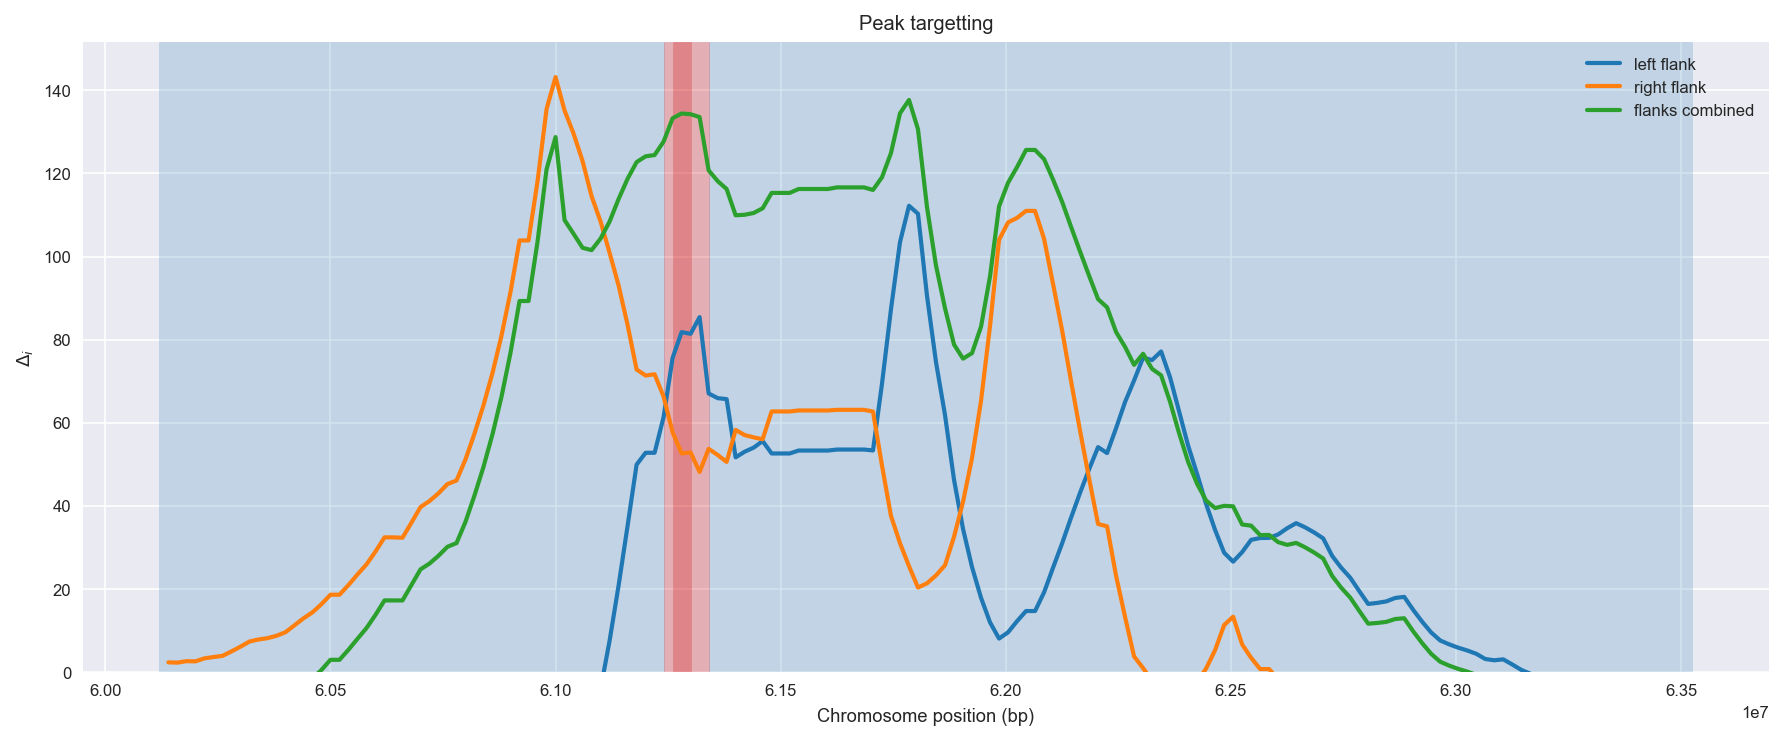 Peak targetting
left flank
right flank
flanks combined
Δi
140
120
100
80
60
40
20
0
6.00 6.05 6.10 6.15 6.20 6.25 6.30 6.35
1e7
Chromosome position (bp)